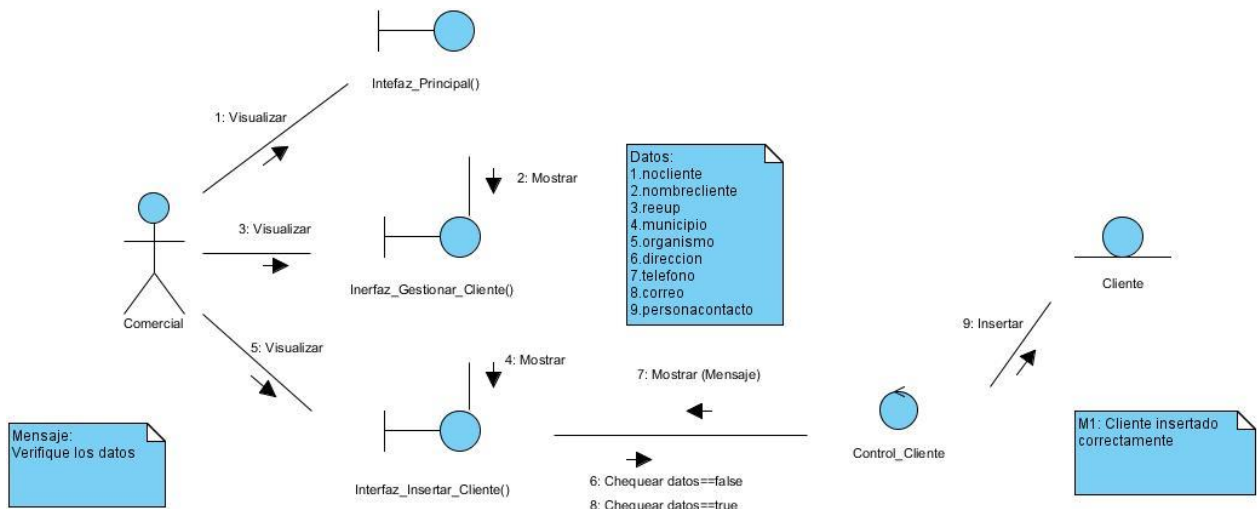 Intefaz_Principal()
1: Visualizar
2: Mostrar
Datos:
1.nocliente
2.nombrecliente
3.reeup
4.municipio
5.organismo
6.direccion
7.telefono
8.correo
9.personacontacto
3: Visualizar
Inerfaz_Gestionar_Cliente()
Cliente
Comercial
9: Insertar
5: Visualizar
4: Mostrar
7: Mostrar (Mensaje)
Mensaje:
Verifique los datos
M1: Cliente insertado
correctamente
Control_Cliente
Interfaz_Insertar_Cliente()
6: Chequear datos==false
8: Chequear datos==true